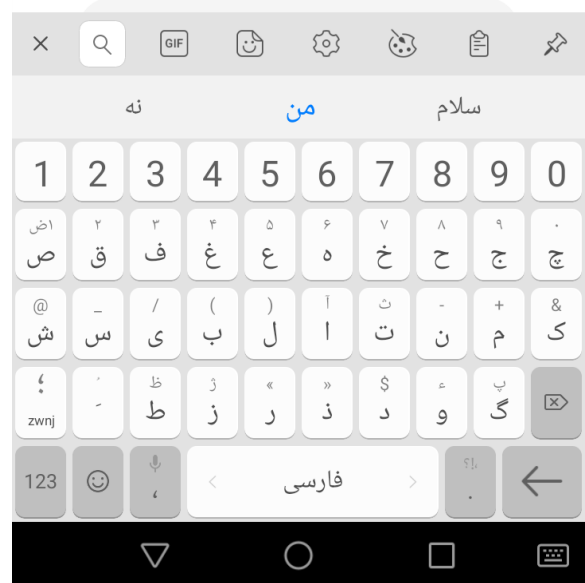 GIF
نه من سلام
1 2 3 4 5 6 7 8 9 0
۱ض ۲ ۳ ۴ ۵ ۶ ۷ ۸ ۹ ۰
ص ق ف غ ع ه خ ح ج چ
@ _ / ( ) آ ث - + &
ش س ی ب ل ا ت ن م ک
؛ ظ ژ » « $ ء پ
zwnj ط ز ر ذ د و گ
123 ، فارسی . !؟،